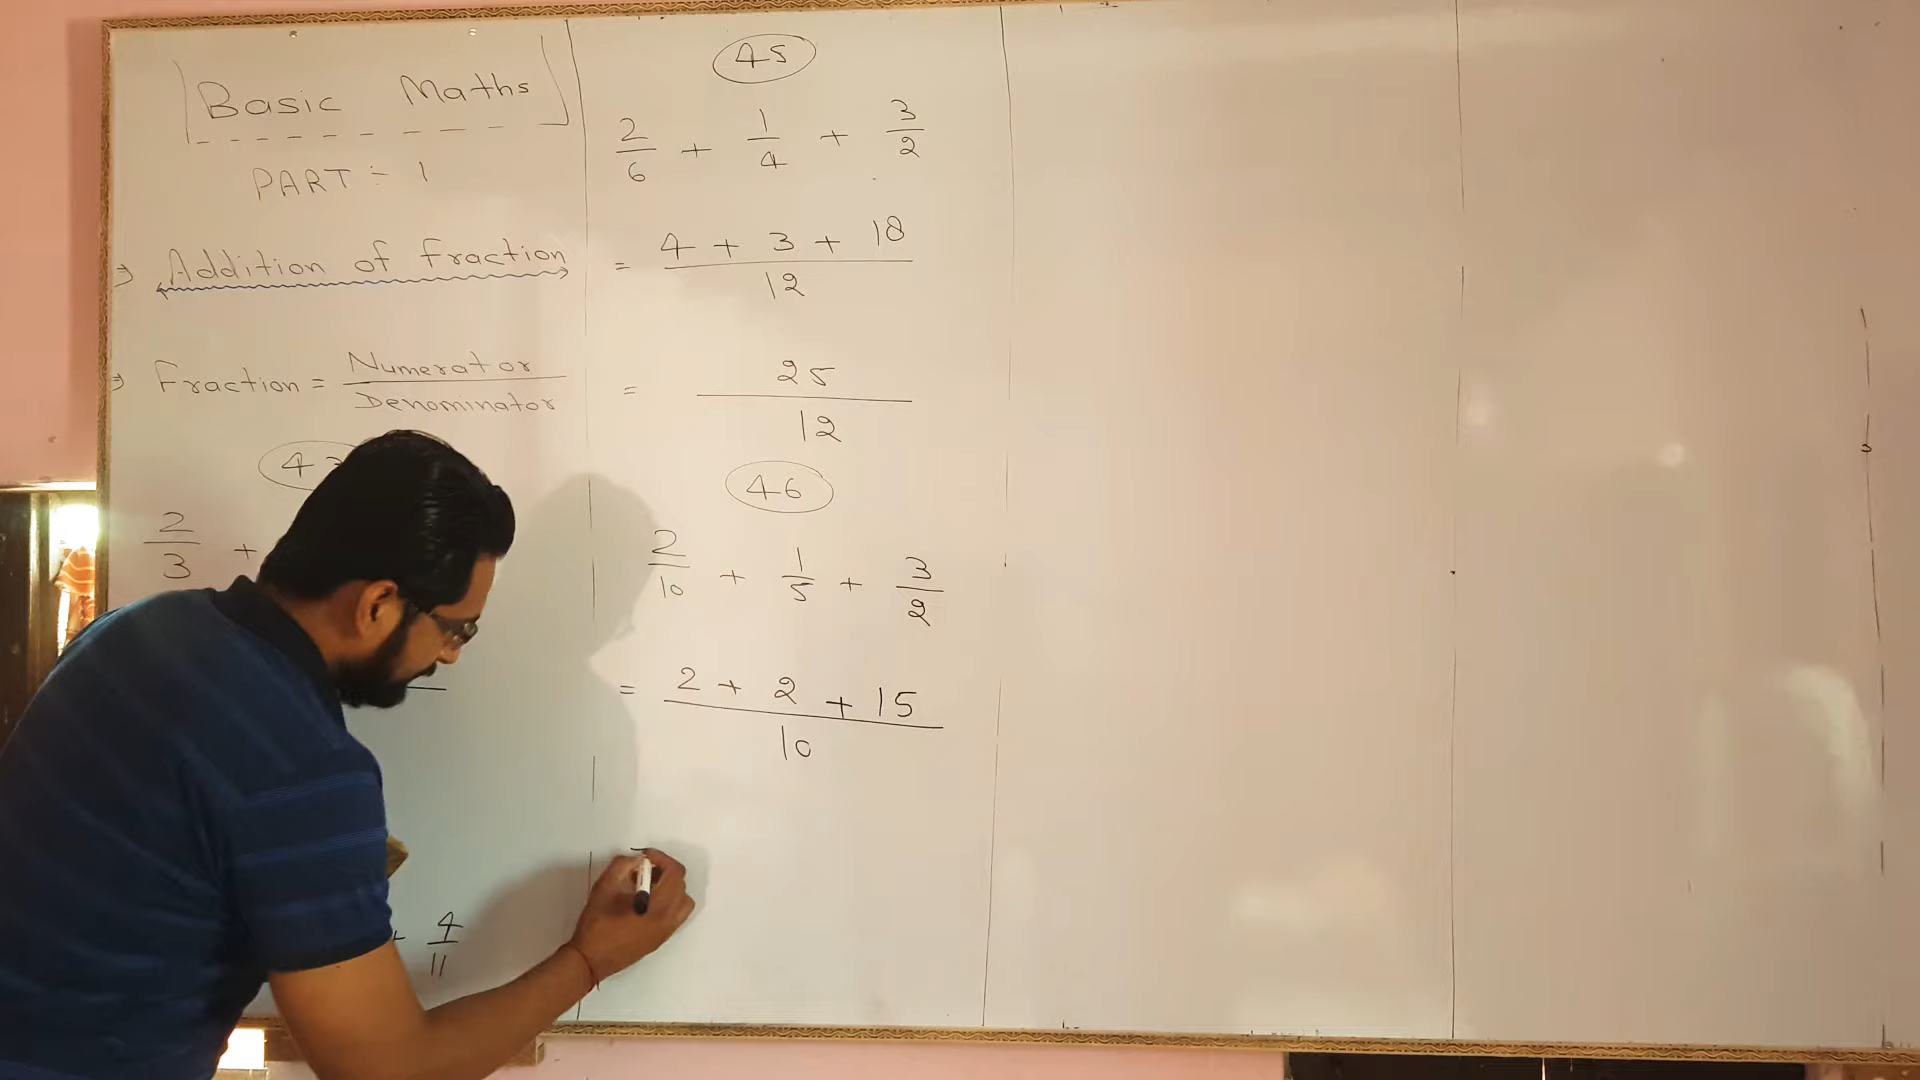 Basic Maths
PART = 1
⇒ Addition of fraction
⇒ Fraction = Numerator / Denominator
2/3 +
4/11
45
2/6 + 1/4 + 3/2
= 4 + 3 + 18 / 12
= 25 / 12
46
2/10 + 1/5 + 3/2
= 2 + 2 + 15 / 10